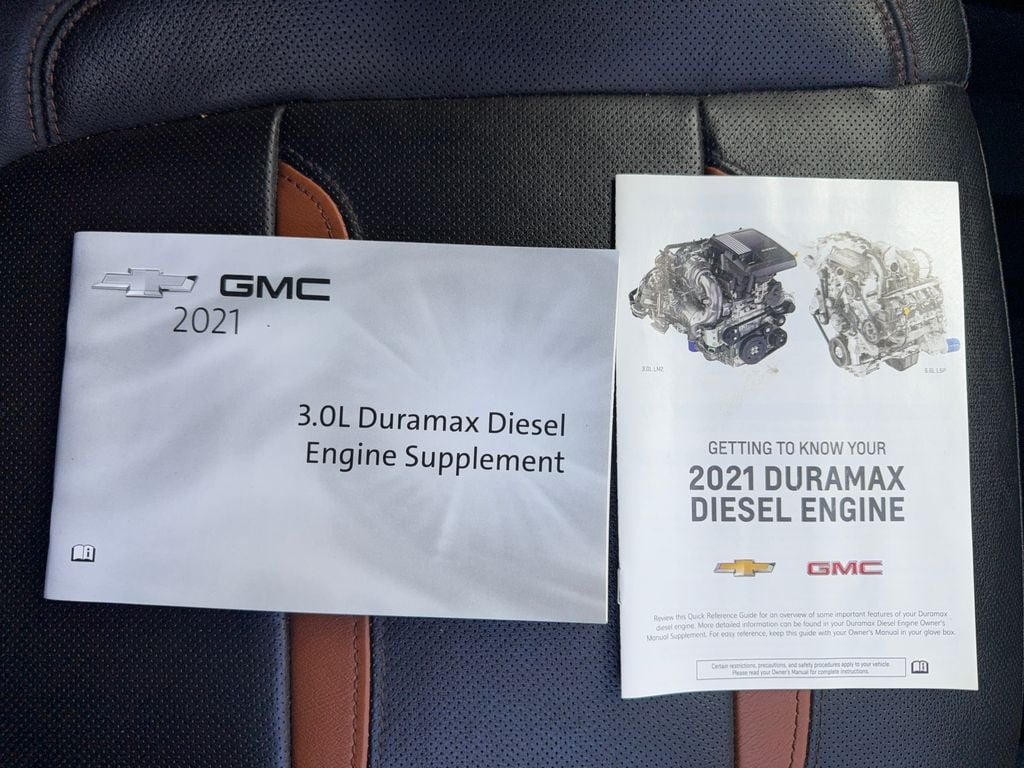 GMC
2021
3.0L Duramax Diesel
Engine Supplement
3.0L LM2
6.6L L5P
GETTING TO KNOW YOUR
2021 DURAMAX
DIESEL ENGINE
GMC
Review this Quick Reference Guide for an overview of some important features of your Duramax
diesel engine. More detailed information can be found in your Duramax Diesel Engine Owner's
Manual Supplement. For easy reference, keep this guide with your Owner's Manual in your glove box.
Certain restrictions, precautions, and safety procedures apply to your vehicle.
Please read your Owner's Manual for complete instructions.